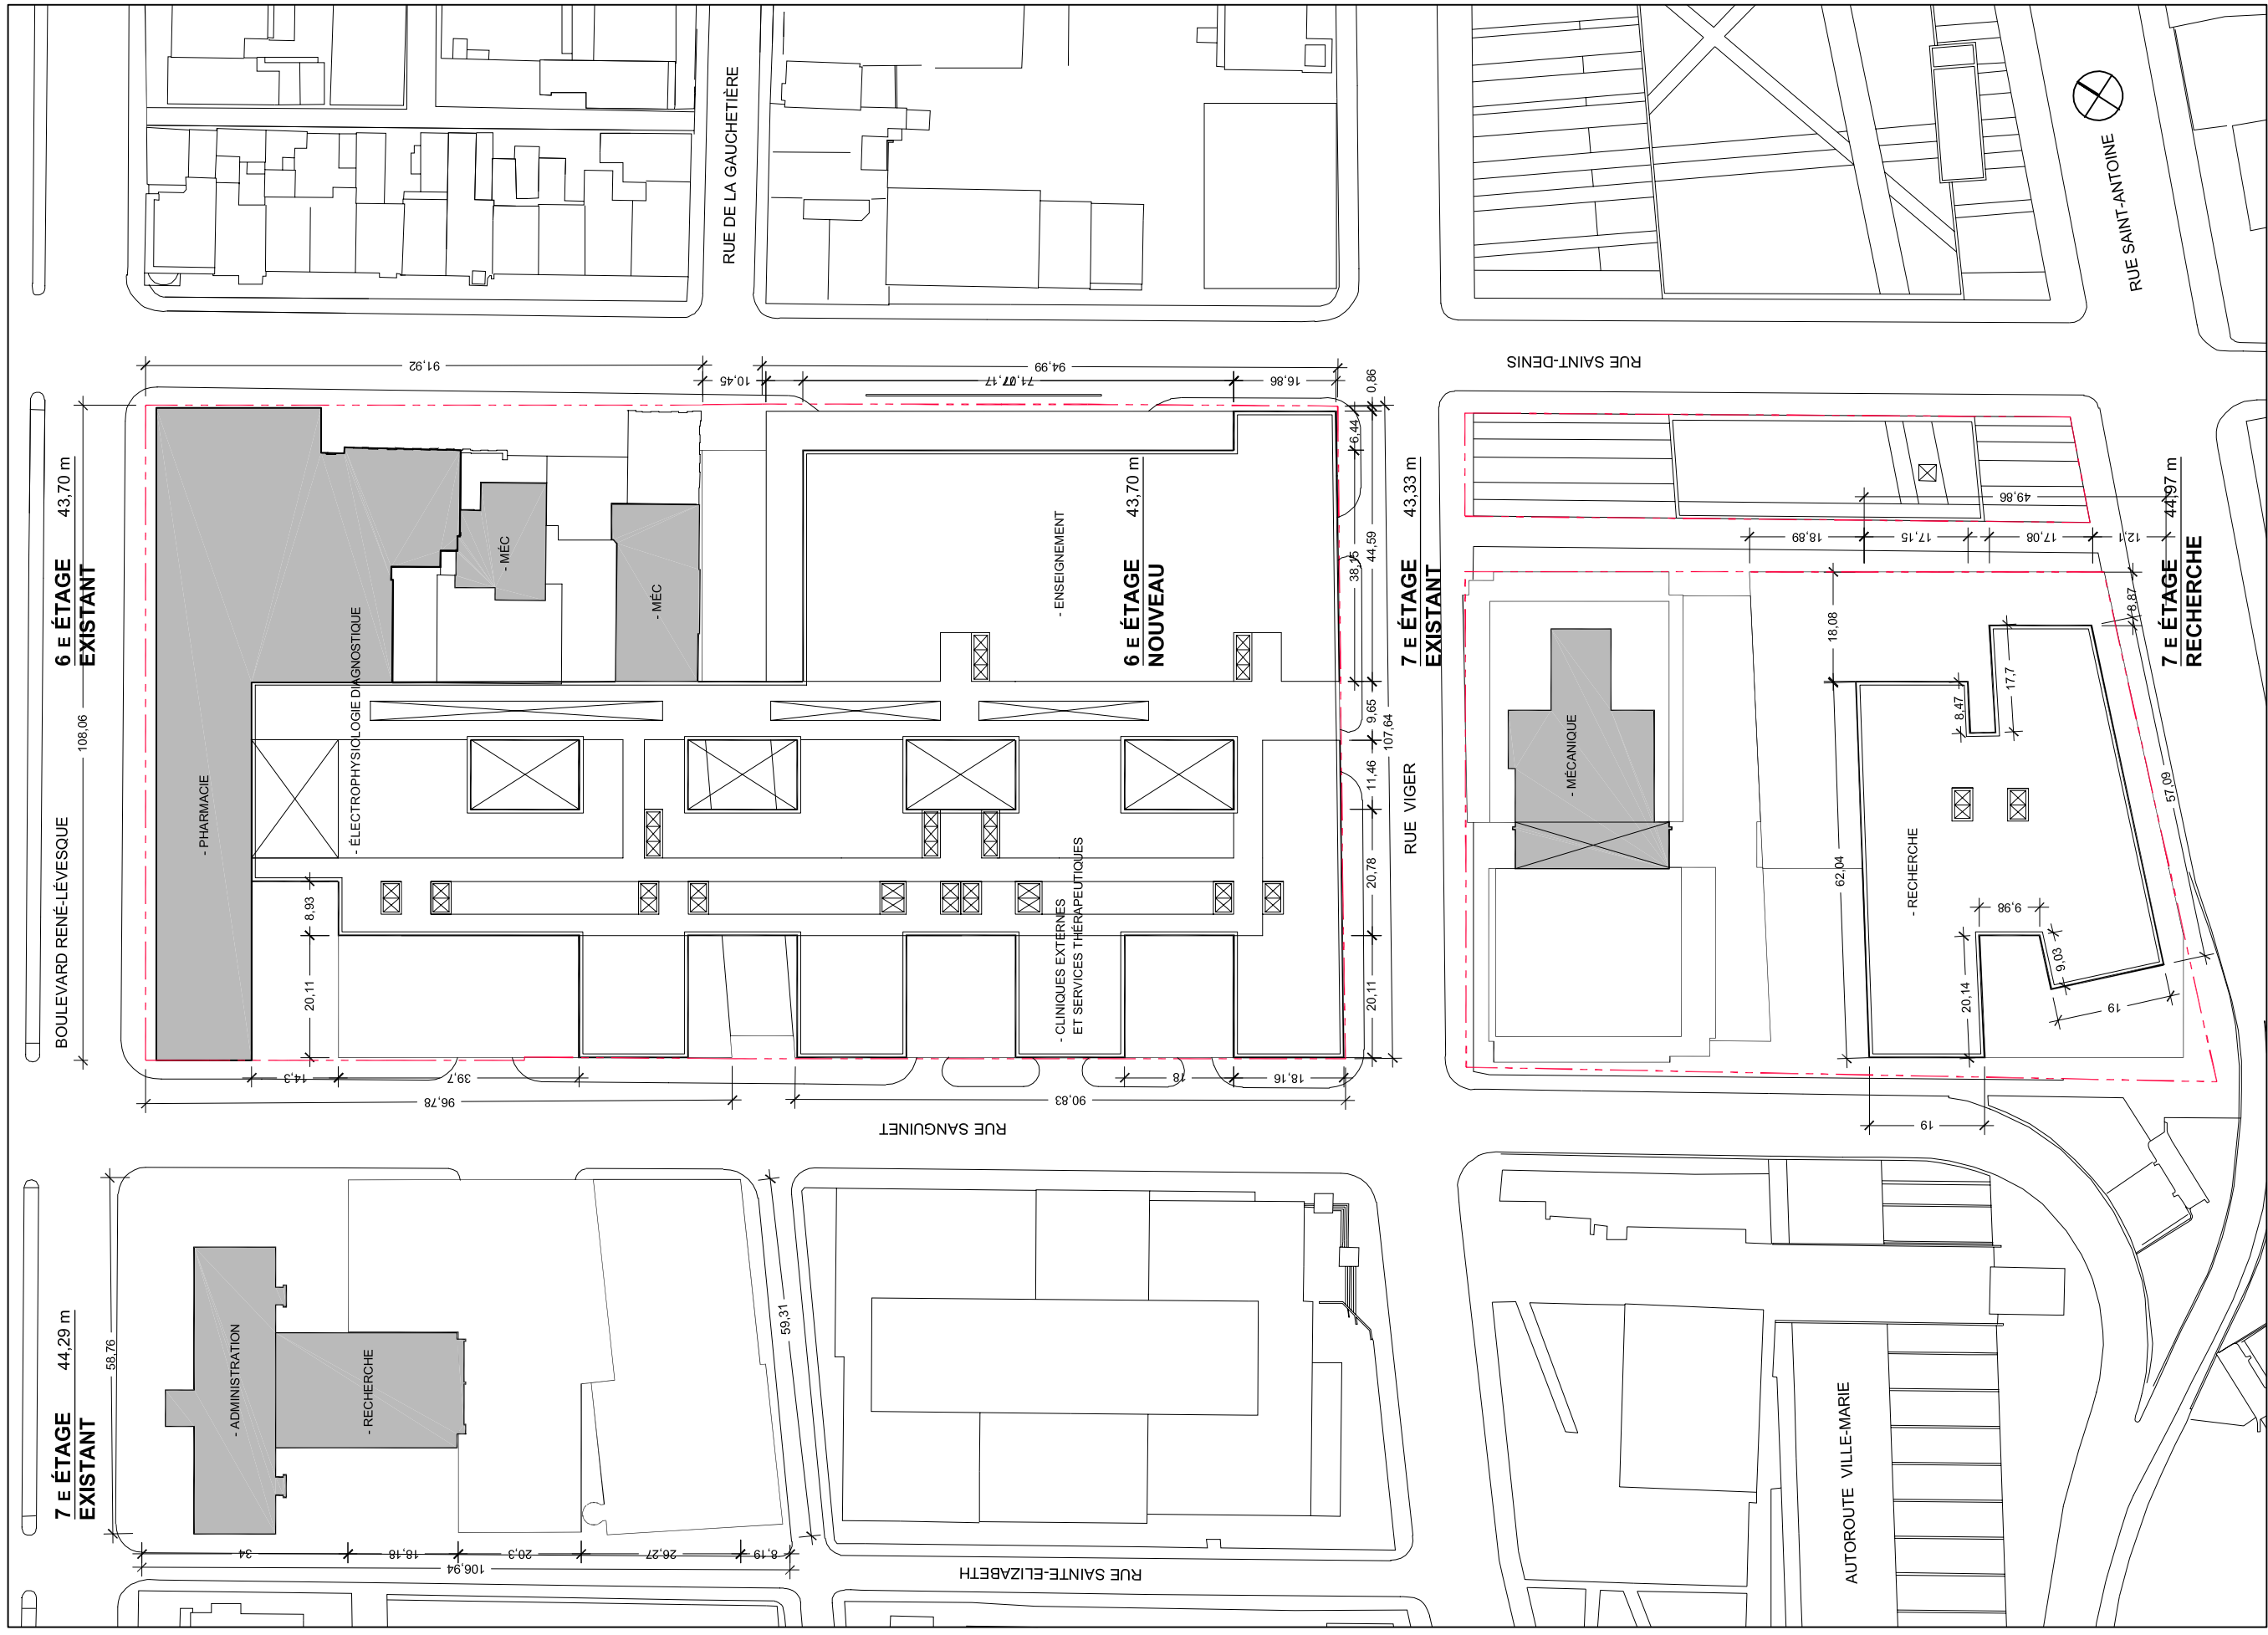 RUE DE LA GAUCHETIÈRE
RUE SAINT-ANTOINE
RUE SAINT-DENIS
91,92
10,45
94,99
16,86
0,86
6 E ÉTAGE 43,70 m
EXISTANT
108,06
BOULEVARD RENÉ-LÉVESQUE
- PHARMACIE
- ÉLECTROPHYSIOLOGIE DIAGNOSTIQUE
- MÉC
- MÉC
- ENSEIGNEMENT
6 E ÉTAGE 43,70 m
NOUVEAU
- CLINIQUES EXTERNES
ET SERVICES THÉRAPEUTIQUES
8,93
20,11
6,44
44,59
38,15
9,65
107,64
11,46
20,78
20,11
14,3
39,7
18
18,16
96,78
90,83
RUE VIGER
7 E ÉTAGE 43,33 m
EXISTANT
- MÉCANIQUE
49,86
18,89
17,15
17,08
12,1
7 E ÉTAGE 44,97 m
RECHERCHE
18,08
8,87
17,7
8,47
57,09
62,04
- RECHERCHE
9,98
9,03
20,14
19
19
RUE SANGUINET
7 E ÉTAGE 44,29 m
EXISTANT
58,76
59,31
- ADMINISTRATION
- RECHERCHE
34
18,18
20,3
26,27
8,19
106,94
RUE SAINTE-ELIZABETH
AUTOROUTE VILLE-MARIE